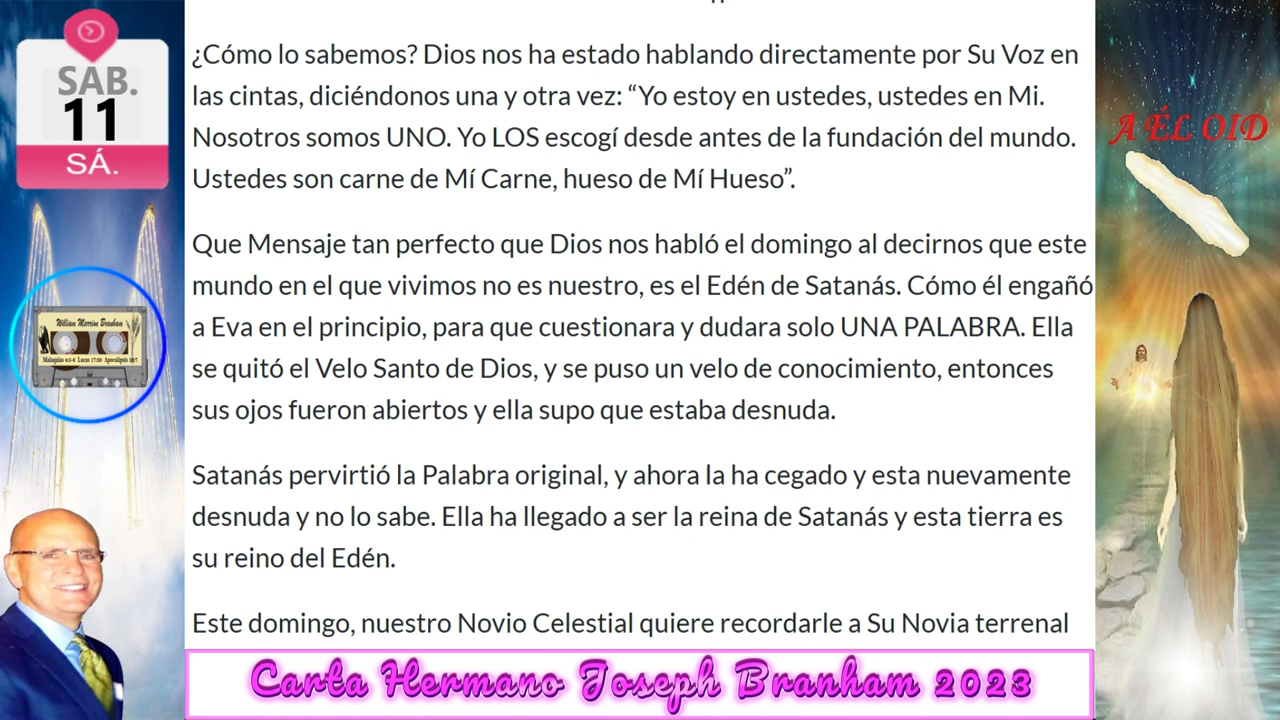 SAB.
11
SÁ.
¿Cómo lo sabemos? Dios nos ha estado hablando directamente por Su Voz en
las cintas, diciéndonos una y otra vez: “Yo estoy en ustedes, ustedes en Mi.
Nosotros somos UNO. Yo LOS escogí desde antes de la fundación del mundo.
Ustedes son carne de Mí Carne, hueso de Mí Hueso”.
Que Mensaje tan perfecto que Dios nos habló el domingo al decirnos que este
mundo en el que vivimos no es nuestro, es el Edén de Satanás. Cómo él engañó
a Eva en el principio, para que cuestionara y dudara solo UNA PALABRA. Ella
se quitó el Velo Santo de Dios, y se puso un velo de conocimiento, entonces
sus ojos fueron abiertos y ella supo que estaba desnuda.
Satanás pervirtió la Palabra original, y ahora la ha cegado y esta nuevamente
desnuda y no lo sabe. Ella ha llegado a ser la reina de Satanás y esta tierra es
su reino del Edén.
Este domingo, nuestro Novio Celestial quiere recordarle a Su Novia terrenal
Carta Hermano Joseph Branham 2023
A ÉL OID
William Marrion Branham